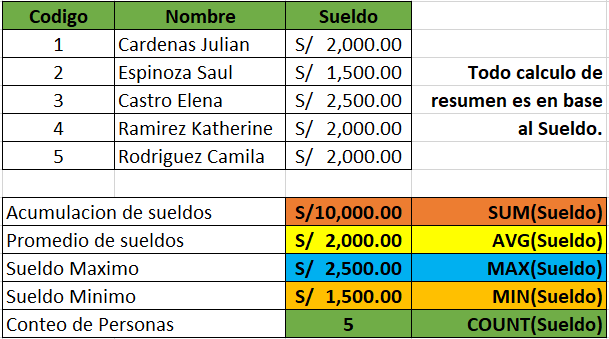 Codigo Nombre Sueldo
1 Cardenas Julian S/ 2,000.00
2 Espinoza Saul S/ 1,500.00
3 Castro Elena S/ 2,500.00
4 Ramirez Katherine S/ 2,000.00
5 Rodriguez Camila S/ 2,000.00
Todo calculo de
resumen es en base
al Sueldo.
Acumulacion de sueldos S/10,000.00 SUM(Sueldo)
Promedio de sueldos S/ 2,000.00 AVG(Sueldo)
Sueldo Maximo S/ 2,500.00 MAX(Sueldo)
Sueldo Minimo S/ 1,500.00 MIN(Sueldo)
Conteo de Personas 5 COUNT(Sueldo)